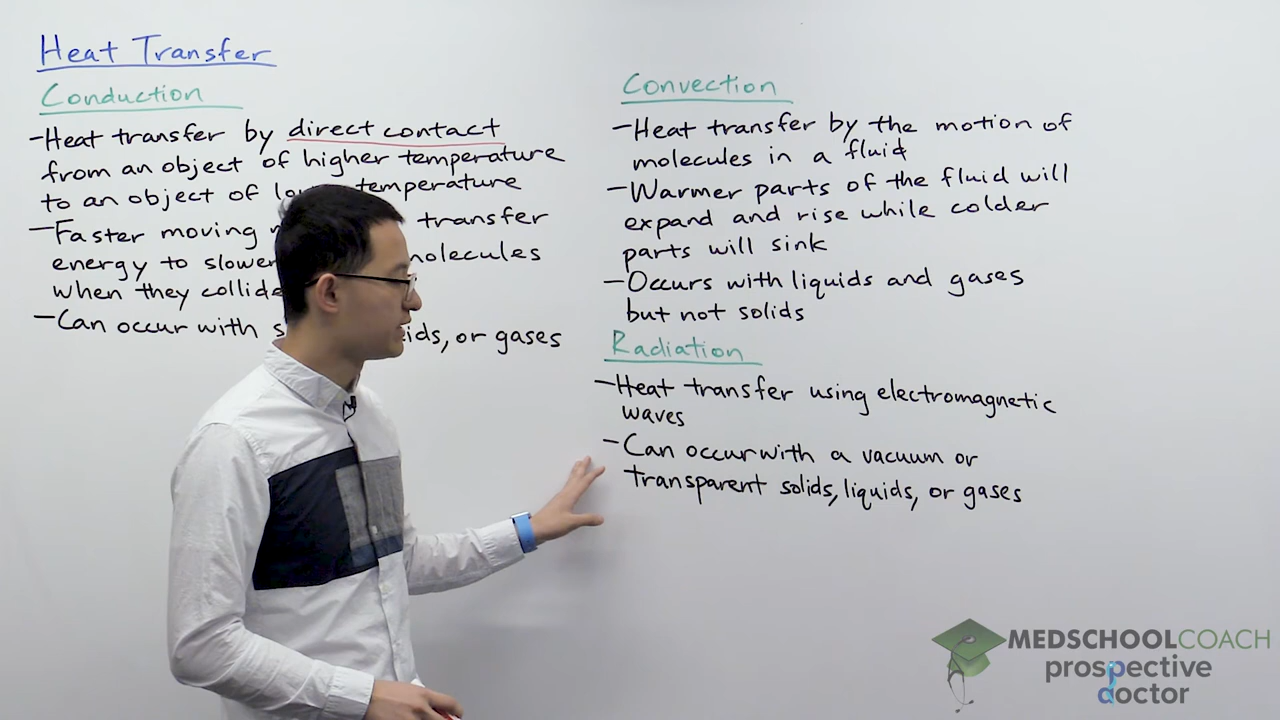 Heat Transfer
Conduction
-Heat transfer by direct contact
from an object of higher temperature
to an object of temperature
-Faster moving transfer
energy to slower molecules
when they collide
-Can occur with or gases
Convection
-Heat transfer by the motion of
molecules in a fluid
-Warmer parts of the fluid will
expand and rise while colder
parts will sink
-Occurs with liquids and gases
but not solids
Radiation
-Heat transfer using electromagnetic
waves
-Can occur with a vacuum or
transparent solids, liquids, or gases
MEDSCHOOLCOACH
prospective
doctor